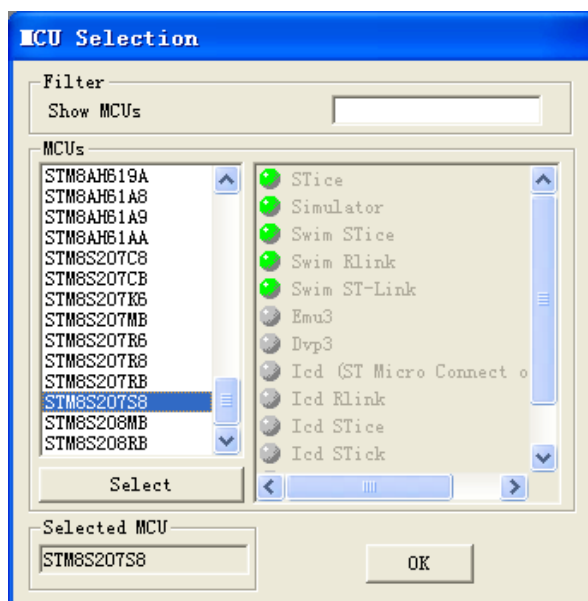 MCU Selection
Filter
Show MCUs
MCUs
STM8AH619A
STM8AH61A8
STM8AH61A9
STM8AH61AA
STM8S207C8
STM8S207CB
STM8S207K6
STM8S207MB
STM8S207R6
STM8S207R8
STM8S207RB
STM8S207S8
STM8S208MB
STM8S208RB
STice
Simulator
Swim STice
Swim Rlink
Swim ST-Link
Emu3
Dvp3
Icd (ST Micro Connect o
Icd Rlink
Icd STice
Icd STick
Select
Selected MCU
STM8S207S8
OK